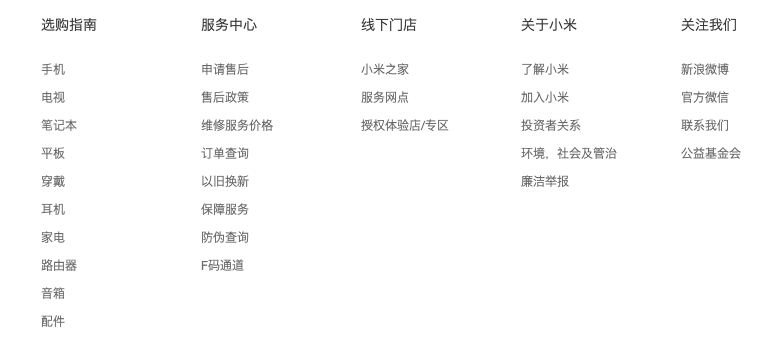 选购指南
手机
电视
笔记本
平板
穿戴
耳机
家电
路由器
音箱
配件
服务中心
申请售后
售后政策
维修服务价格
订单查询
以旧换新
保障服务
防伪查询
F码通道
线下门店
小米之家
服务网点
授权体验店/专区
关于小米
了解小米
加入小米
投资者关系
环境，社会及管治
廉洁举报
关注我们
新浪微博
官方微信
联系我们
公益基金会